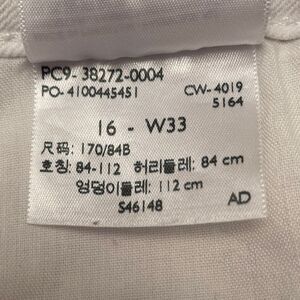 PC9- 38272-0004
PO- 4100445451 CW- 4019
5164
16 - W33
尺码: 170/84B
호칭: 84-112 허리둘레: 84 cm
엉덩이둘레: 112 cm
S46148 AD